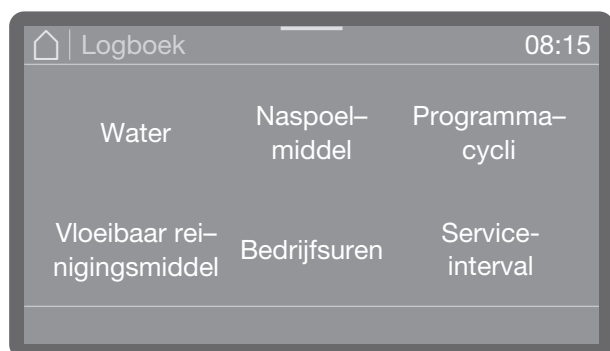 Logboek 08:15
Water
Naspoel–
middel
Programma–
cycli
Vloeibaar rei–
nigingsmiddel
Bedrijfsuren
Service-
interval